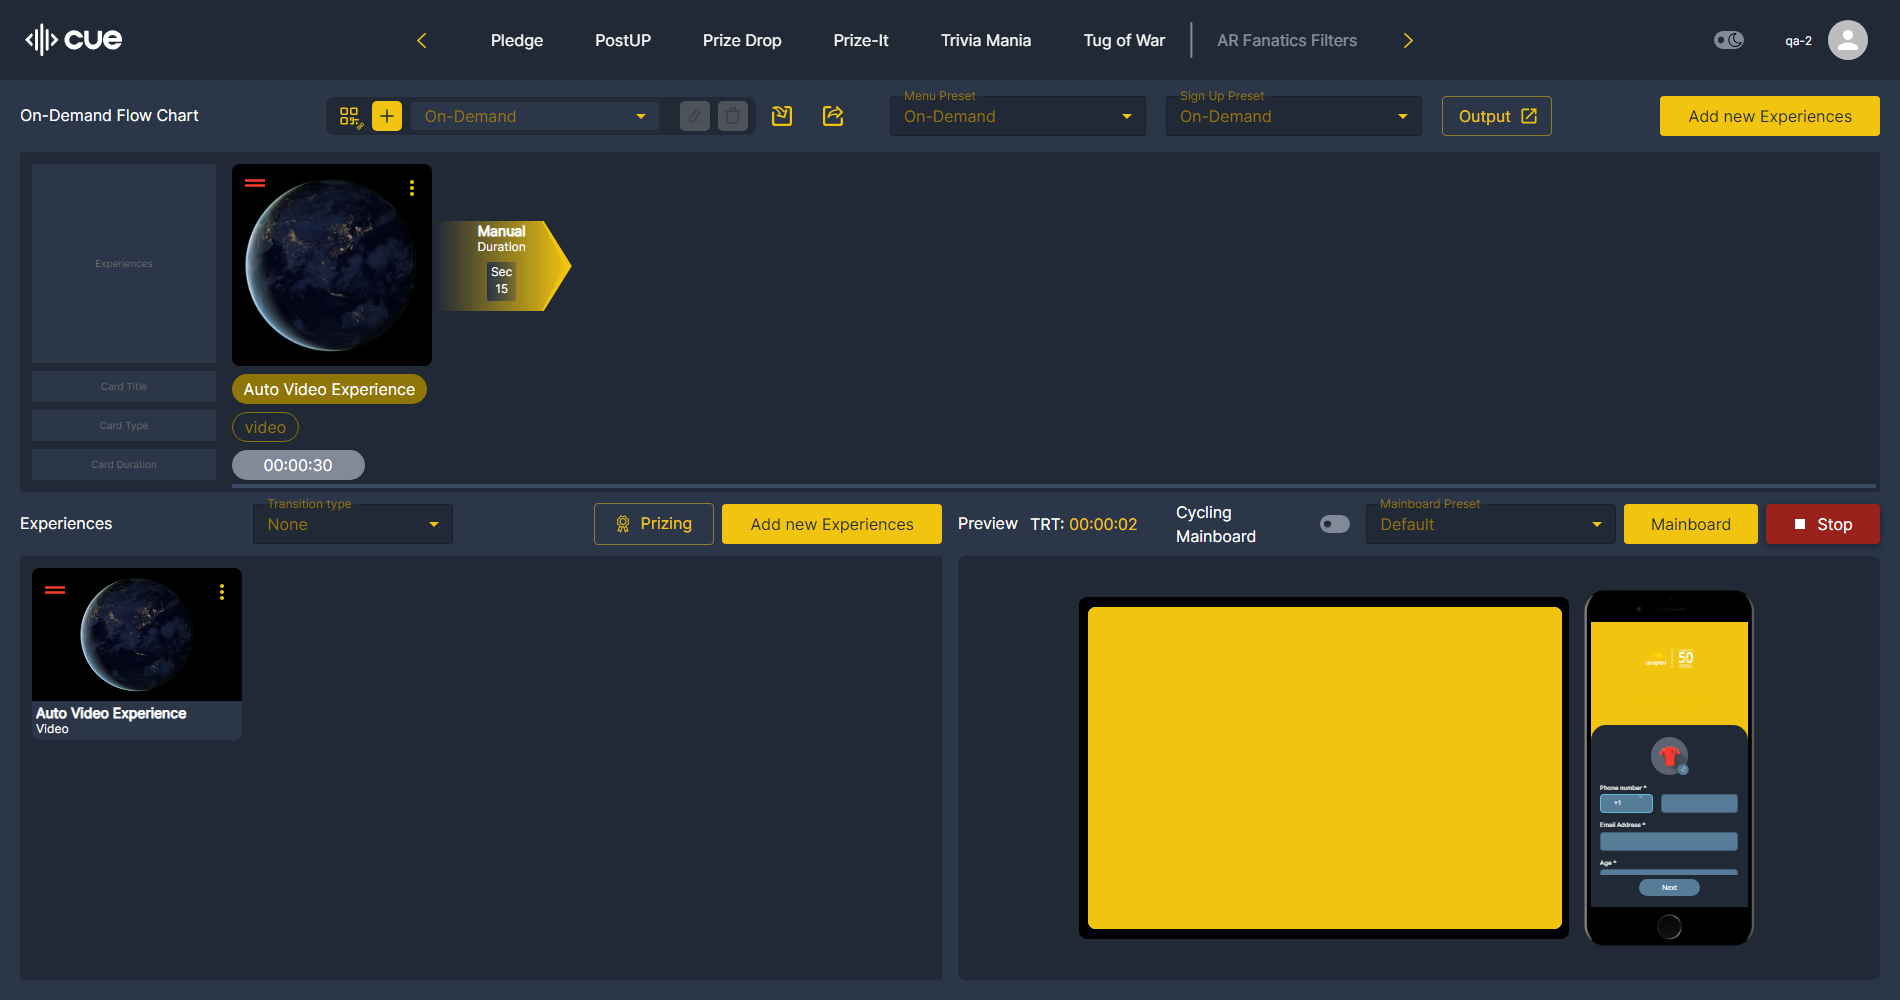 cue
Pledge
PostUP
Prize Drop
Prize-It
Trivia Mania
Tug of War
AR Fanatics Filters
qa-2
On-Demand Flow Chart
On-Demand
Menu Preset
On-Demand
Sign Up Preset
On-Demand
Output
Add new Experiences
Experiences
Manual
Duration
Sec
15
Card Title
Auto Video Experience
Card Type
video
Card Duration
00:00:30
Experiences
Transition type
None
Prizing
Add new Experiences
Preview
TRT: 00:00:02
Cycling
Mainboard
Mainboard Preset
Default
Mainboard
Stop
Auto Video Experience
Video
50
Phone number *
+1
Email Address *
Age *
Next